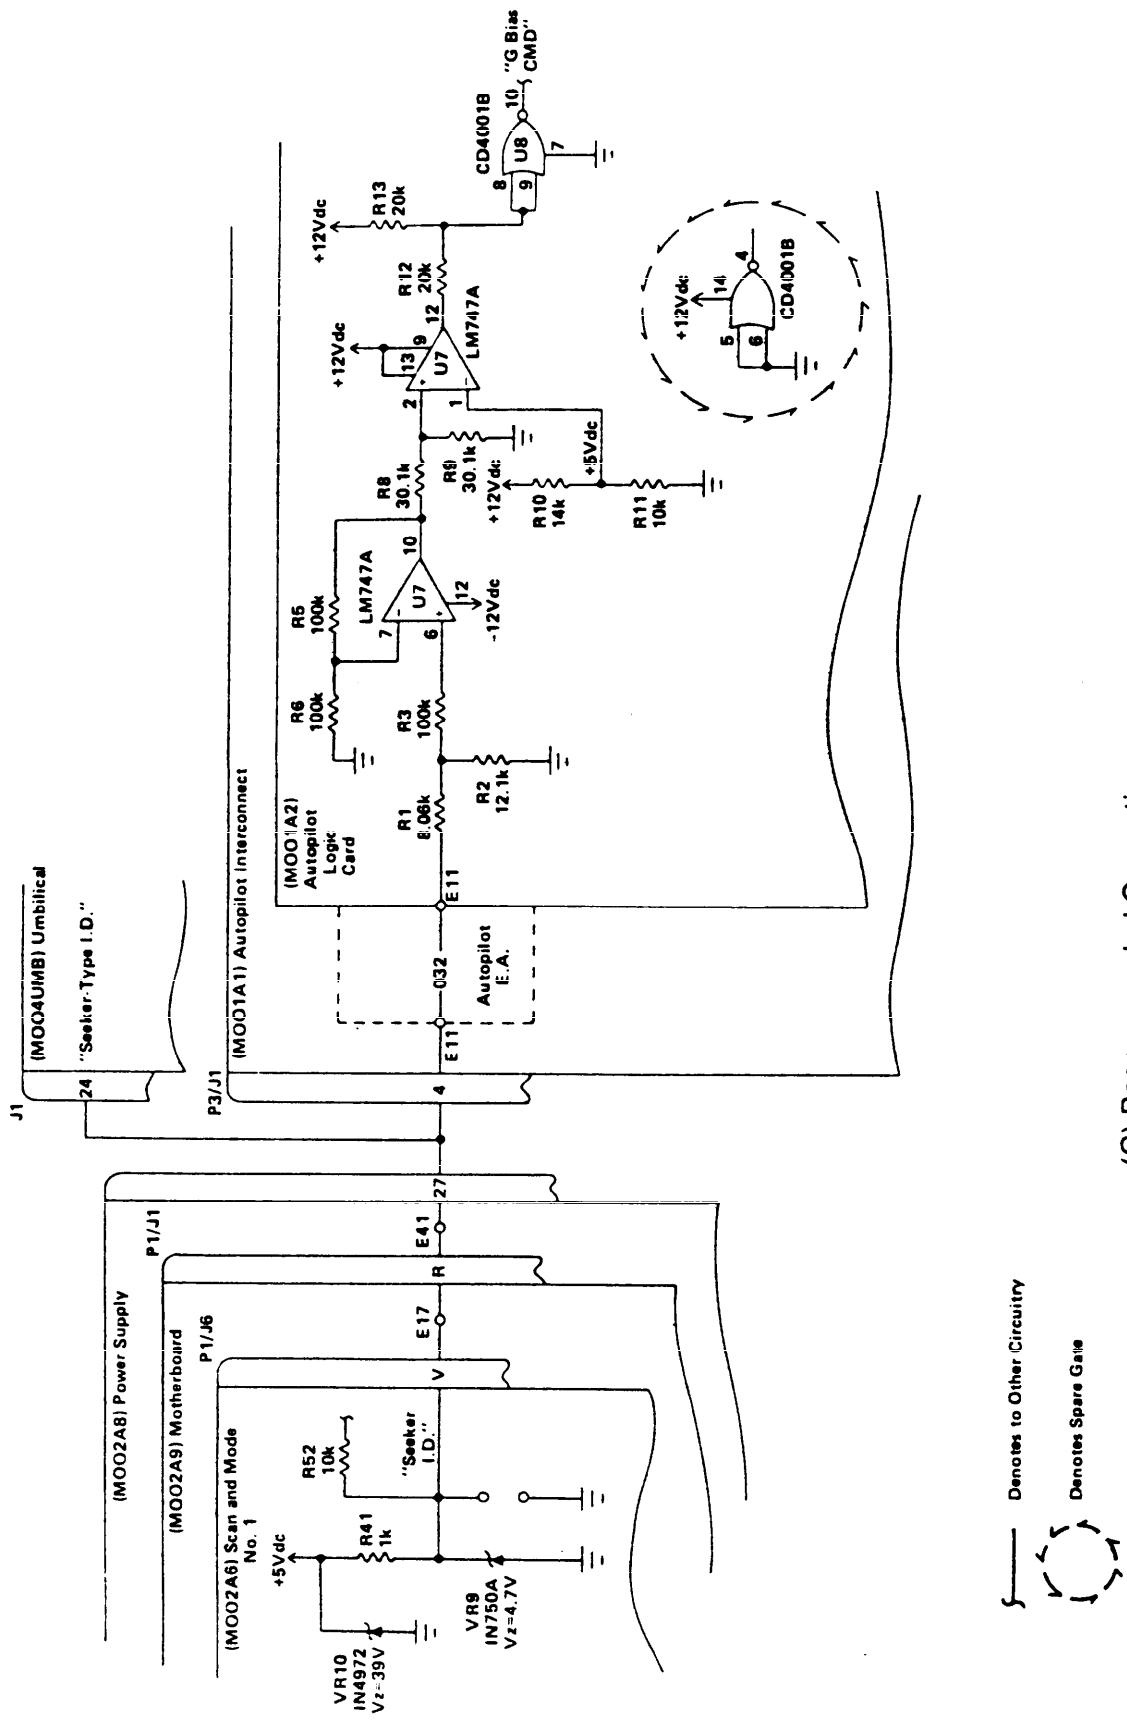 J1
(MOO4UMB) Umbilical
24
"Seeker-Type I.D."
(MOO2A8) Power Supply
P1/J1
27
E41
(MOO2A9) Motherboard
P1/J6
R
E17
(MOO2A6) Scan and Mode
No. 1
V
+5Vdc
R52
10k
"Seeker
I.D."
R41
1k
VR10
IN4972
Vz=39V
VR9
IN750A
Vz=4.7V
P3/J1
(MOO1A1) Autopilot Interconnect
4
E11
032
Autopilot
E.A.
E11
(MOO1A2)
Autopilot
Logic
Card
R1
8.06k
R2
12.1k
R3
100k
R6
100k
R5
100k
LM747A
7
6
U7
10
12
-12Vdc
R8
30.1k
R9
30.1k
+12Vdc
R10
14k
+5Vdc
R11
10k
+12Vdc
2
1
13
9
U7
12
LM747A
R12
20k
+12Vdc
R13
20k
CD4001B
8
9
U8
10
7
"G Bias
CMD"
+12Vdc
14
5
6
4
CD4001B
Denotes to Other Circuitry
Denotes Spare Gate